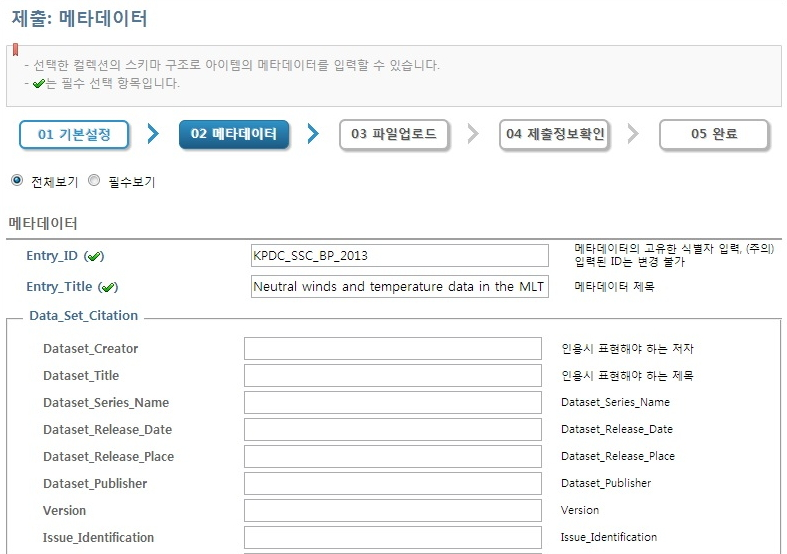 제출: 메타데이터
- 선택한 컬렉션의 스키마 구조로 아이템의 메타데이터를 입력할 수 있습니다.
- 는 필수 선택 항목입니다.
01 기본설정 02 메타데이터 03 파일업로드 04 제출정보확인 05 완료
전체보기 필수보기
메타데이터
Entry_ID ( ) KPDC_SSC_BP_2013 메타데이터의 고유한 식별자 입력, (주의)
입력된 ID는 변경 불가
Entry_Title ( ) Neutral winds and temperature data in the MLT 메타데이터 제목
Data_Set_Citation
Dataset_Creator 인용시 표현해야 하는 저자
Dataset_Title 인용시 표현해야 하는 제목
Dataset_Series_Name Dataset_Series_Name
Dataset_Release_Date Dataset_Release_Date
Dataset_Release_Place Dataset_Release_Place
Dataset_Publisher Dataset_Publisher
Version Version
Issue_Identification Issue_Identification